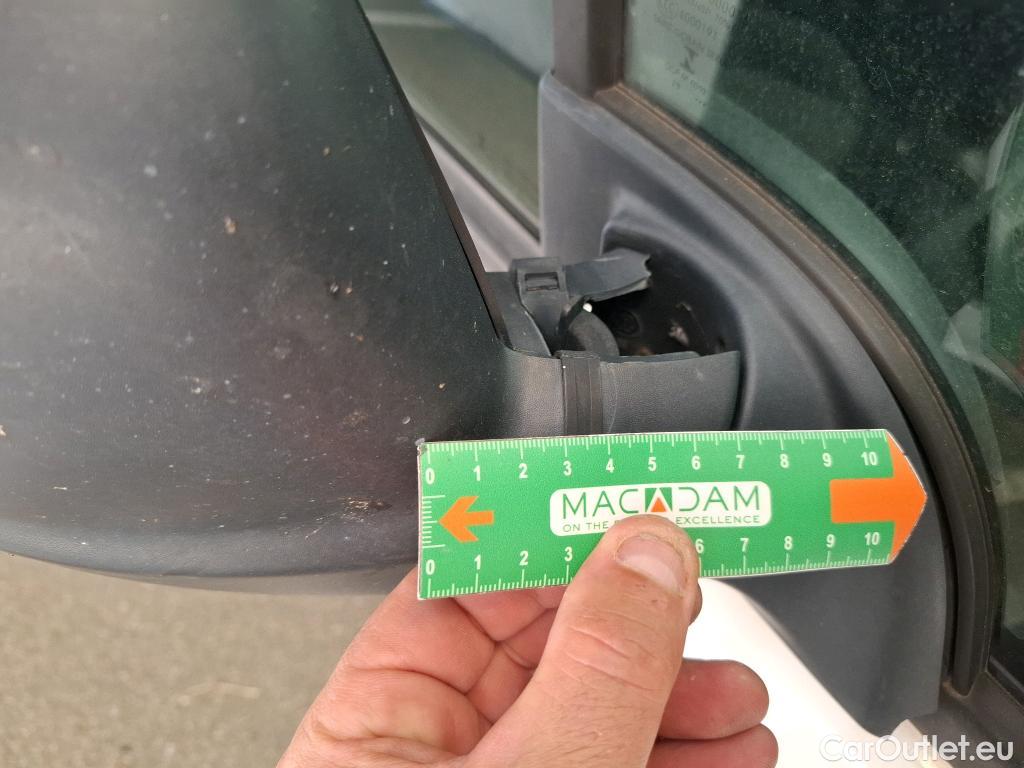 0 1 2 3 4 5 6 7 8 9 10
MACADAM
ON THE EXCELLENCE
0 1 2 3 6 7 8 9 10
CarOutlet.eu